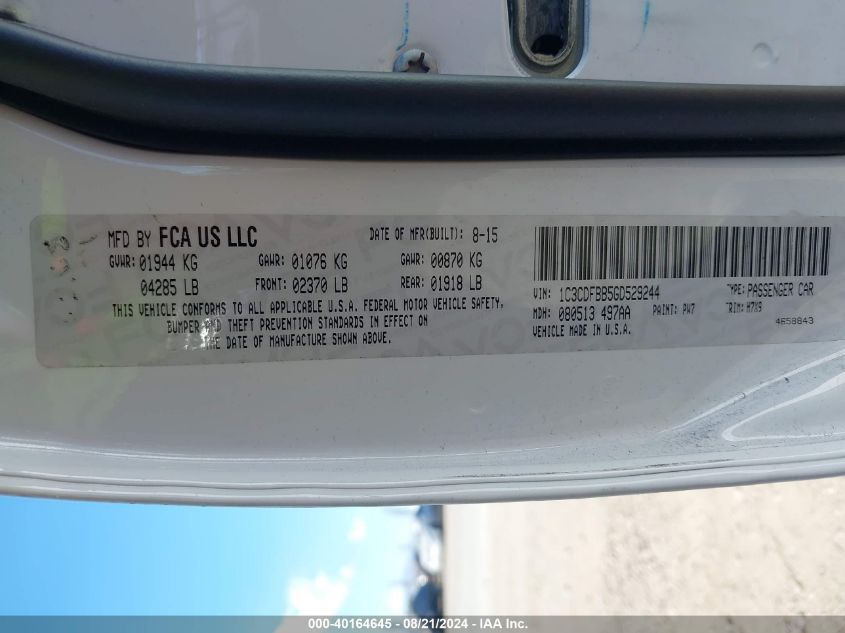 MFD BY FCA US LLC DATE OF MFR(BUILT): 8-15
GVWR: 01944 KG GAWR: 01076 KG GAWR: 00870 KG
04285 LB FRONT: 02370 LB REAR: 01918 LB
THIS VEHICLE CONFORMS TO ALL APPLICABLE U.S.A. FEDERAL MOTOR VEHICLE SAFETY,
BUMPER AND THEFT PREVENTION STANDARDS IN EFFECT ON
THE DATE OF MANUFACTURE SHOWN ABOVE.
VIN: 1C3CDFBB5GD529244 TYPE: PASSENGER CAR
MDH: 080513 497AA PAINT: PW7 TRIM: H7X9
VEHICLE MADE IN U.S.A. 4658843
000-40164645 - 08/21/2024 - IAA Inc.